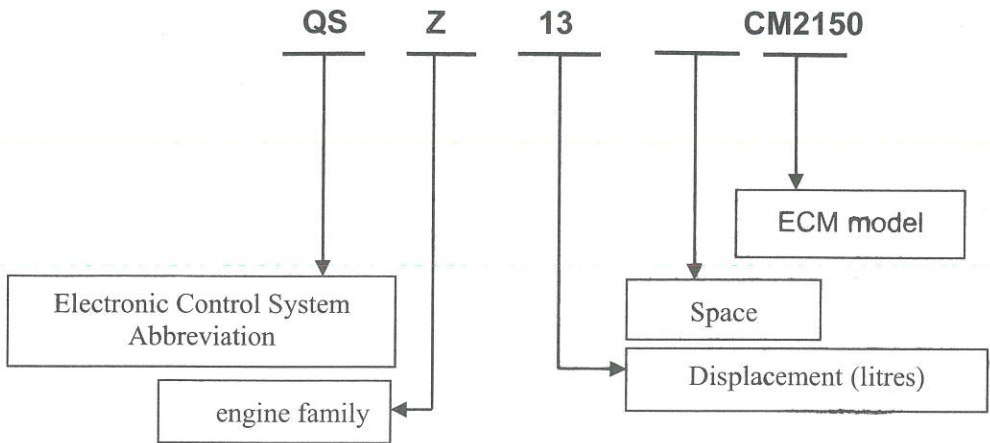 QS Z 13 CM2150
ECM model
Electronic Control System
Abbreviation
Space
Displacement (litres)
engine family